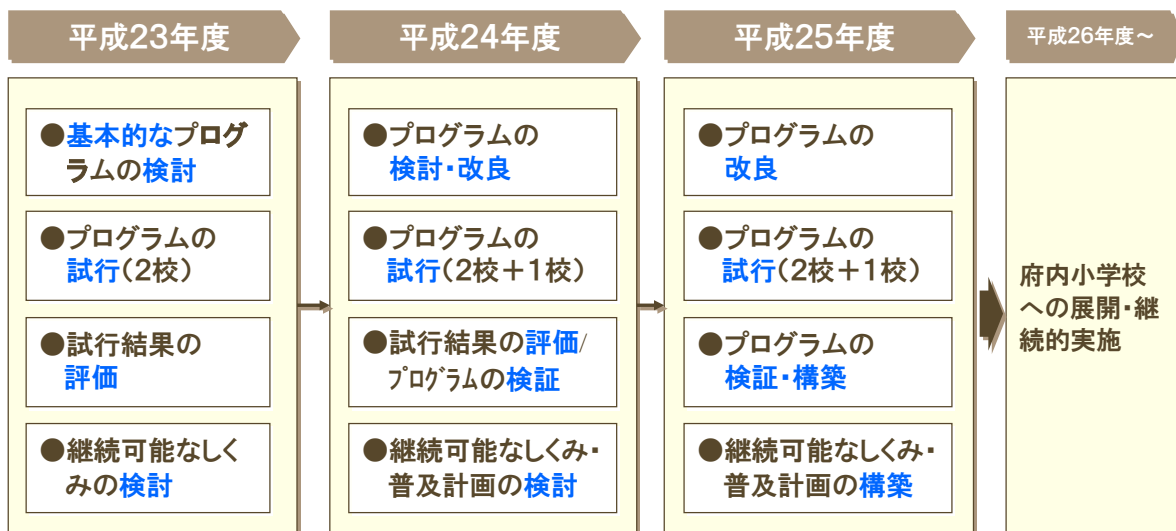 平成23年度
●基本的なプログ
ラムの検討
●プログラムの
試行(2校)
●試行結果の
評価
●継続可能なしく
みの検討
平成24年度
●プログラムの
検討・改良
●プログラムの
試行(2校+1校)
●試行結果の評価/
プログラムの検証
●継続可能なしくみ・
普及計画の検討
平成25年度
●プログラムの
改良
●プログラムの
試行(2校+1校)
●プログラムの
検証・構築
●継続可能なしくみ・
普及計画の構築
平成26年度~
府内小学校
への展開・継
続的実施